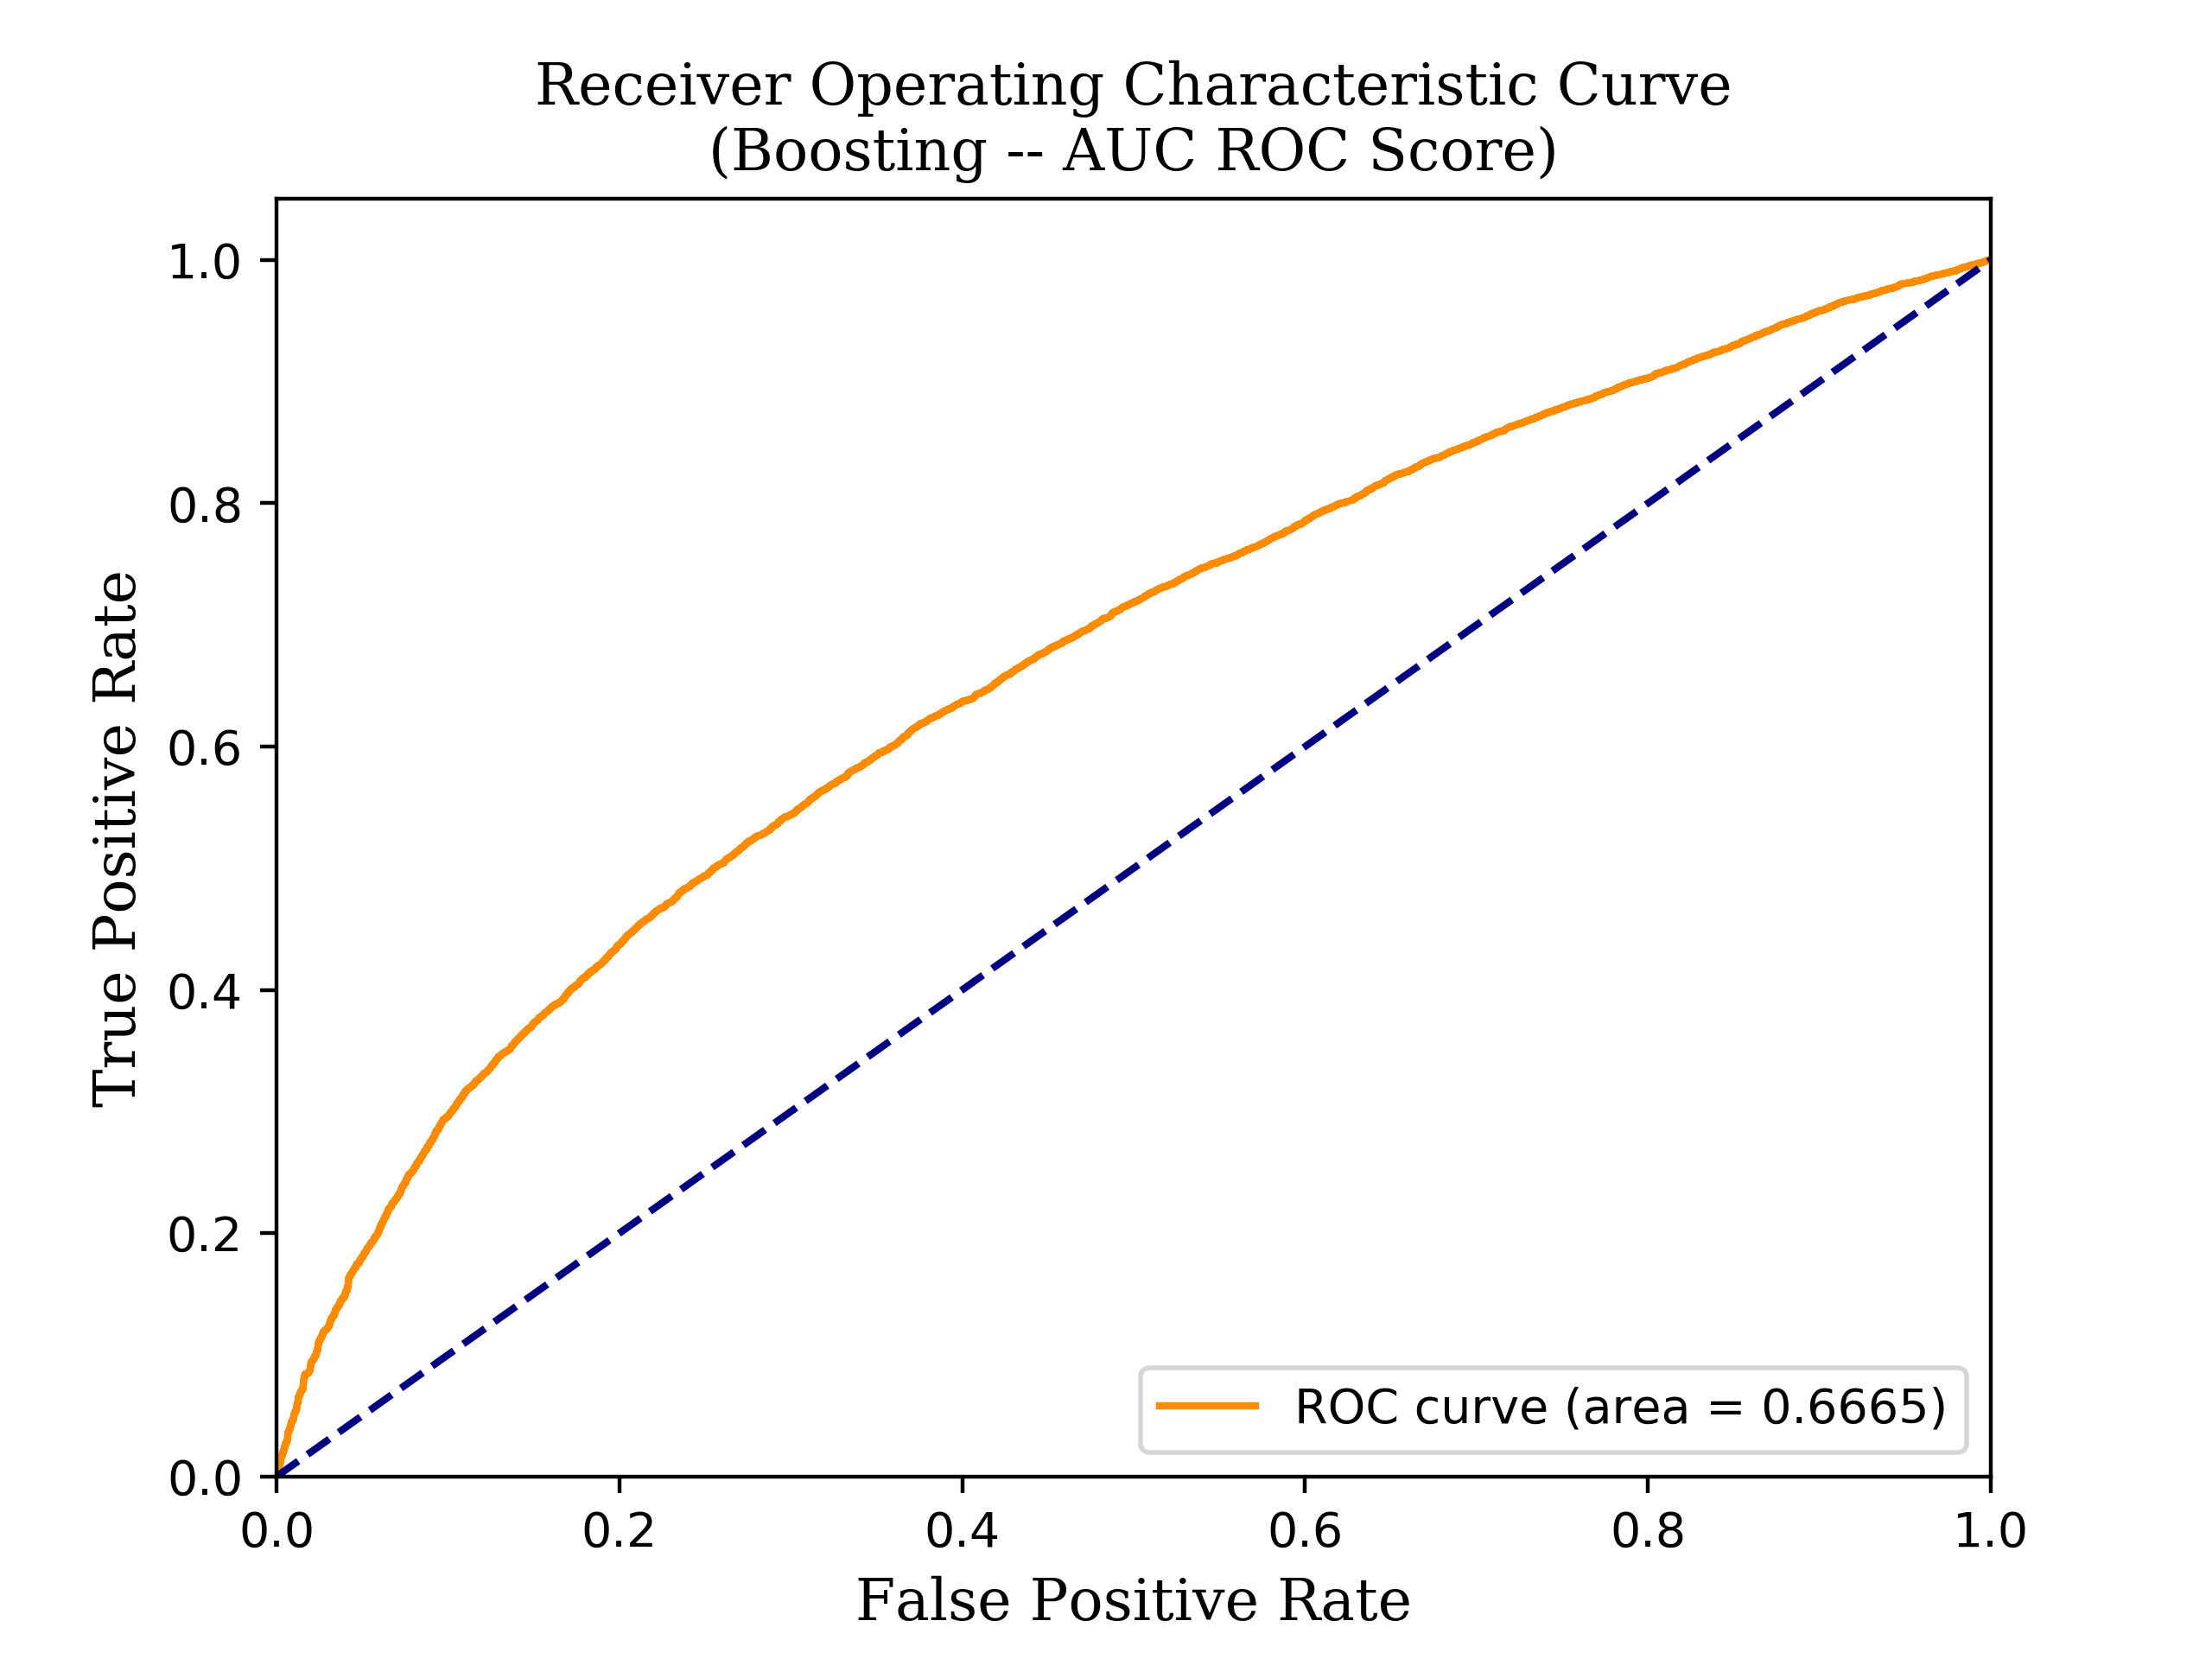 Receiver Operating Characteristic Curve
(Boosting -- AUC ROC Score)
1.0
0.8
0.6
0.4
0.2
0.0
True Positive Rate
ROC curve (area = 0.6665)
0.0 0.2 0.4 0.6 0.8 1.0
False Positive Rate